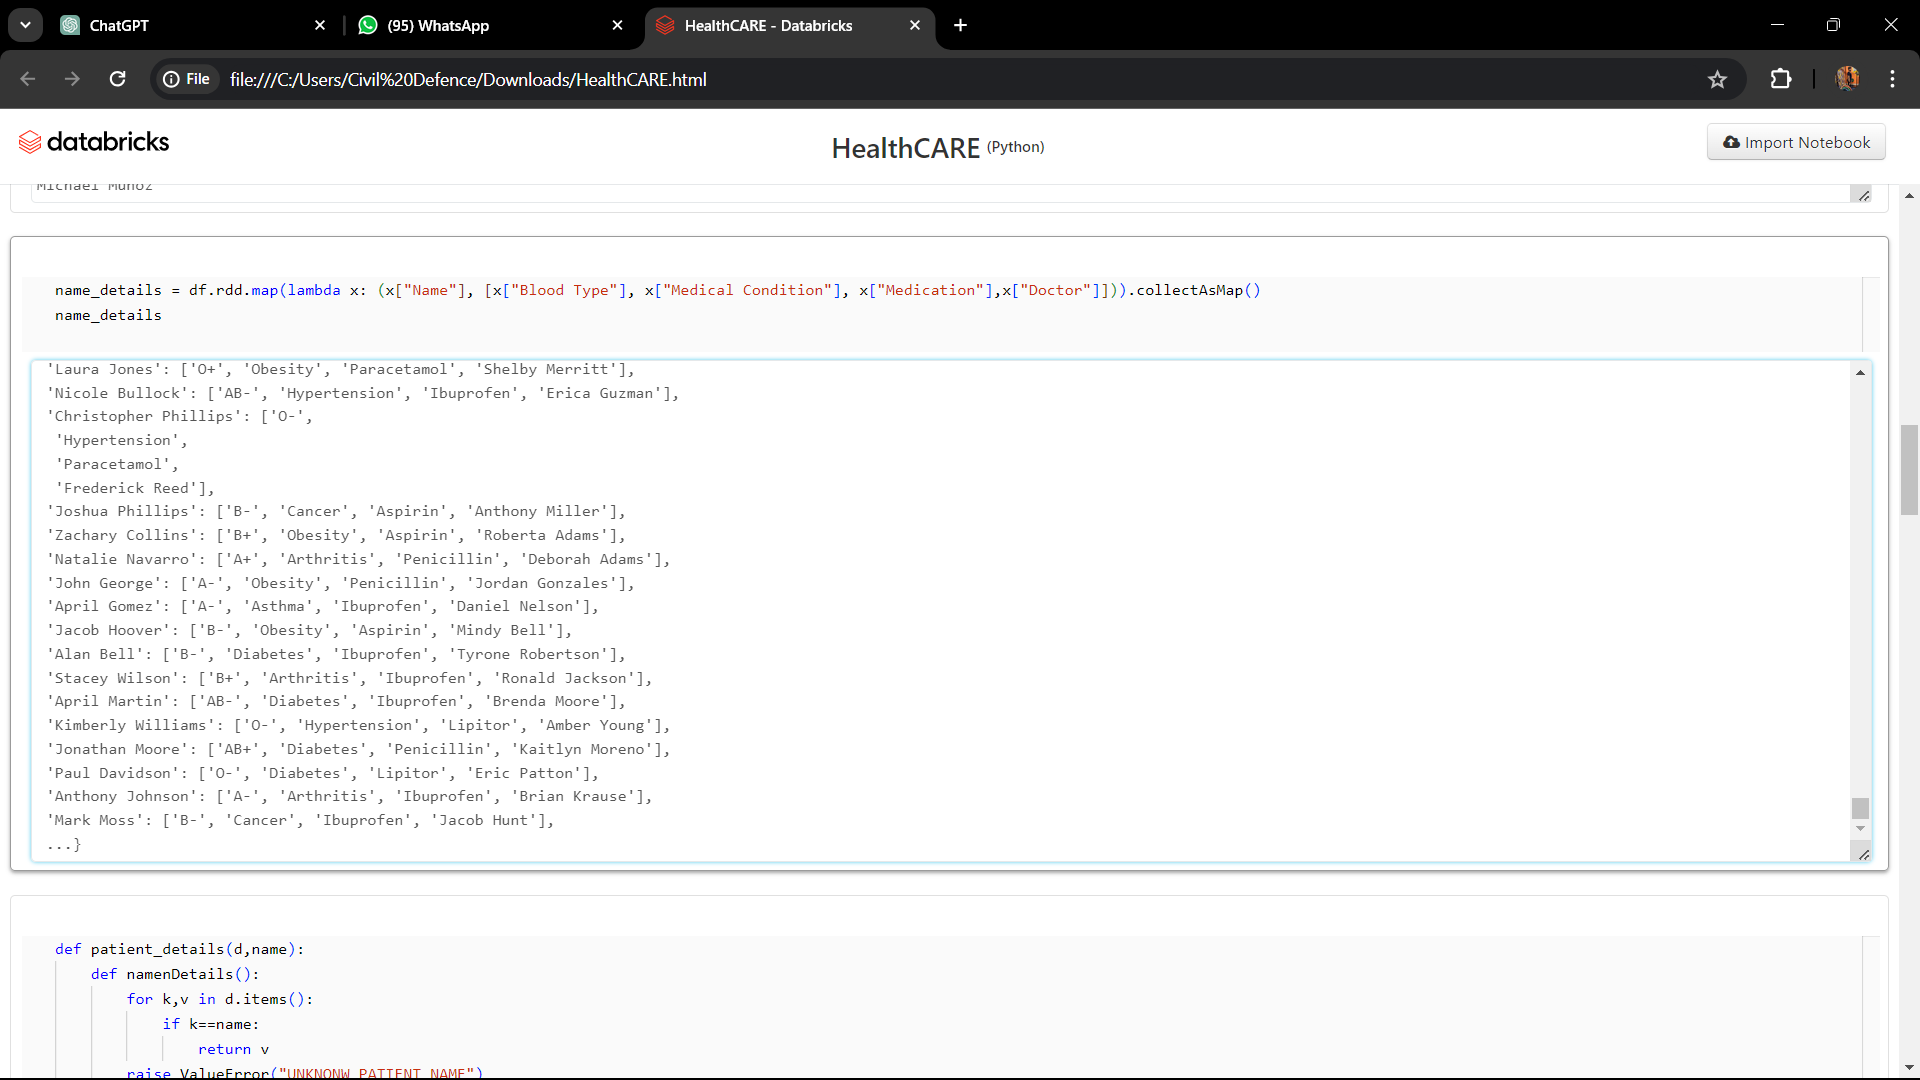 ChatGPT
(95) WhatsApp
HealthCARE - Databricks
File
file:///C:/Users/Civil%20Defence/Downloads/HealthCARE.html
databricks
HealthCARE (Python)
Import Notebook
Michael Munoz
name_details = df.rdd.map(lambda x: (x["Name"], [x["Blood Type"], x["Medical Condition"], x["Medication"],x["Doctor"]])).collectAsMap()
name_details
'Laura Jones': ['O+', 'Obesity', 'Paracetamol', 'Shelby Merritt'],
'Nicole Bullock': ['AB-', 'Hypertension', 'Ibuprofen', 'Erica Guzman'],
'Christopher Phillips': ['O-',
'Hypertension',
'Paracetamol',
'Frederick Reed'],
'Joshua Phillips': ['B-', 'Cancer', 'Aspirin', 'Anthony Miller'],
'Zachary Collins': ['B+', 'Obesity', 'Aspirin', 'Roberta Adams'],
'Natalie Navarro': ['A+', 'Arthritis', 'Penicillin', 'Deborah Adams'],
'John George': ['A-', 'Obesity', 'Penicillin', 'Jordan Gonzales'],
'April Gomez': ['A-', 'Asthma', 'Ibuprofen', 'Daniel Nelson'],
'Jacob Hoover': ['B-', 'Obesity', 'Aspirin', 'Mindy Bell'],
'Alan Bell': ['B-', 'Diabetes', 'Ibuprofen', 'Tyrone Robertson'],
'Stacey Wilson': ['B+', 'Arthritis', 'Ibuprofen', 'Ronald Jackson'],
'April Martin': ['AB-', 'Diabetes', 'Ibuprofen', 'Brenda Moore'],
'Kimberly Williams': ['O-', 'Hypertension', 'Lipitor', 'Amber Young'],
'Jonathan Moore': ['AB+', 'Diabetes', 'Penicillin', 'Kaitlyn Moreno'],
'Paul Davidson': ['O-', 'Diabetes', 'Lipitor', 'Eric Patton'],
'Anthony Johnson': ['A-', 'Arthritis', 'Ibuprofen', 'Brian Krause'],
'Mark Moss': ['B-', 'Cancer', 'Ibuprofen', 'Jacob Hunt'],
...}
def patient_details(d,name):
def namenDetails():
for k,v in d.items():
if k==name:
return v
raise ValueError("UNKNONW PATIENT NAME")